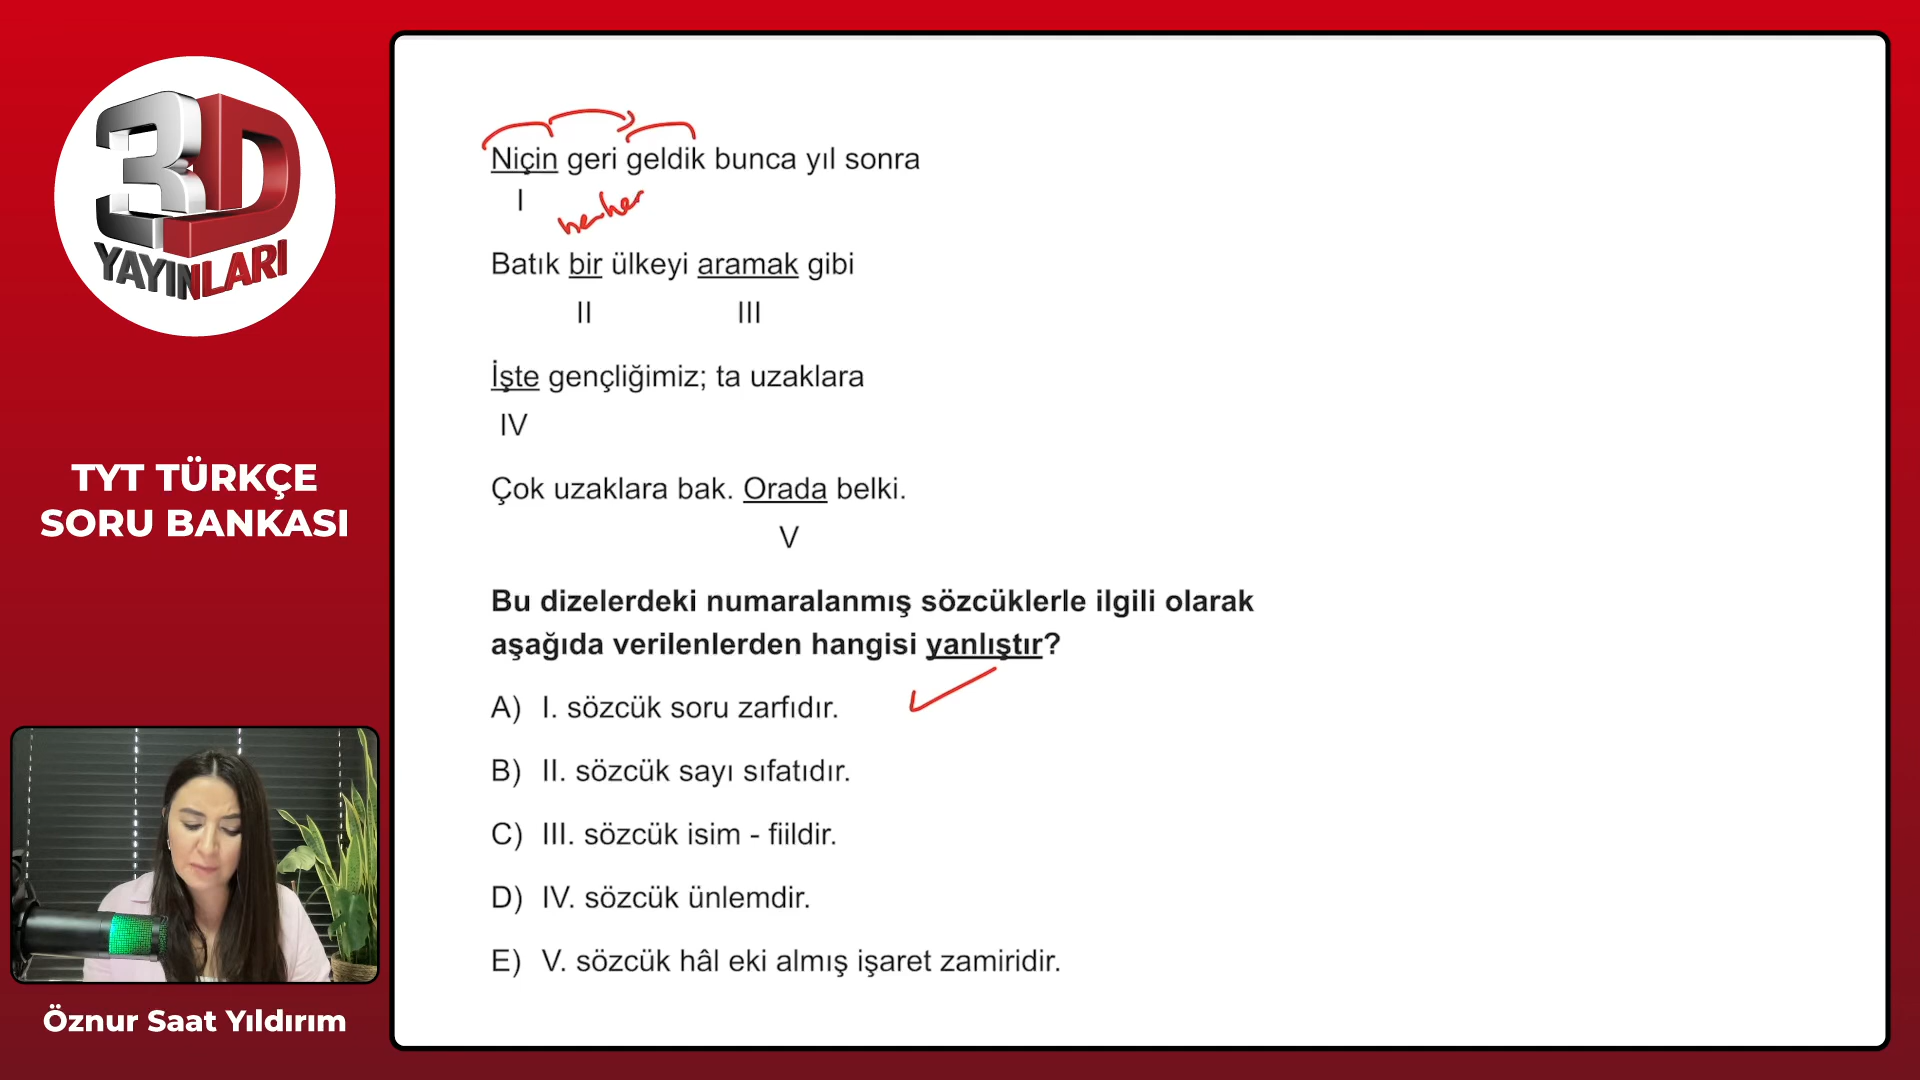 3D
YAYINLARI
TYT TÜRKÇE
SORU BANKASI
Öznur Saat Yıldırım
Niçin geri geldik bunca yıl sonra
I
Batık bir ülkeyi aramak gibi
II III
İşte gençliğimiz; ta uzaklara
IV
Çok uzaklara bak. Orada belki.
V
Bu dizelerdeki numaralanmış sözcüklerle ilgili olarak
aşağıda verilenlerden hangisi yanlıştır?
A) I. sözcük soru zarfıdır.
B) II. sözcük sayı sıfatıdır.
C) III. sözcük isim - fiildir.
D) IV. sözcük ünlemdir.
E) V. sözcük hâl eki almış işaret zamiridir.